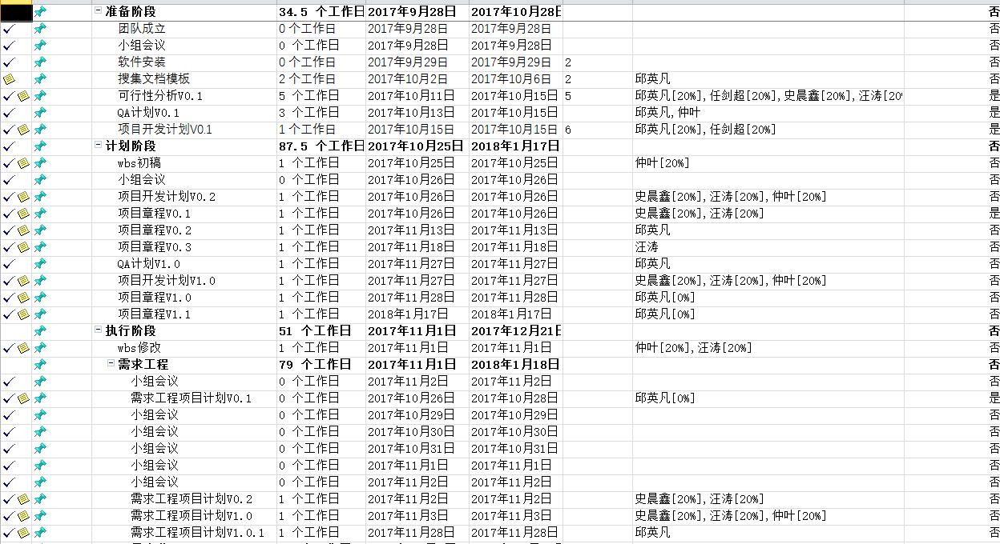 准备阶段 34.5 个工作日 2017年9月28日 2017年10月28日 否
团队成立 0个工作日 2017年9月28日 2017年9月28日 否
小组会议 0 个工作日 2017年9月28日 2017年9月28日 否
软件安装 0个工作日 2017年9月29日 2017年9月29日 2 否
搜集文档模板 2个工作日 2017年10月2日 2017年10月6日 2 邱英凡 否
可行性分析V0.1 5 个工作日 2017年10月11日 2017年10月15日 5 邱英凡[20%],任剑超[20%],史晨鑫[20%],汪涛[20% 是
QA计划V0.1 3 个工作日 2017年10月13日 2017年10月15日 邱英凡,仲叶 是
项目开发计划V0.1 1个工作日 2017年10月15日 2017年10月15日 6 邱英凡[20%],任剑超[20%] 是
计划阶段 87.5 个工作日 2017年10月25日 2018年1月17日 否
wbs初稿 1 个工作日 2017年10月25日 2017年10月25日 仲叶[20%] 否
小组会议 0 个工作日 2017年10月26日 2017年10月26日 否
项目开发计划V0.2 1 个工作日 2017年10月26日 2017年10月26日 史晨鑫[20%],汪涛[20%],仲叶[20%] 否
项目章程V0.1 1 个工作日 2017年10月26日 2017年10月26日 史晨鑫[20%],汪涛[20%] 是
项目章程V0.2 1 个工作日 2017年11月13日 2017年11月13日 邱英凡 否
项目章程V0.3 1 个工作日 2017年11月18日 2017年11月18日 汪涛 否
QA计划V1.0 1 个工作日 2017年11月27日 2017年11月27日 邱英凡 否
项目开发计划V1.0 1 个工作日 2017年11月27日 2017年11月27日 史晨鑫[20%],汪涛[20%],仲叶[20%] 否
项目章程V1.0 1 个工作日 2017年11月28日 2017年11月28日 邱英凡[0%] 否
项目章程V1.1 1 个工作日 2018年1月17日 2018年1月17日 邱英凡[0%] 否
执行阶段 51 个工作日 2017年11月1日 2017年12月21日 否
wbs修改 1 个工作日 2017年11月1日 2017年11月1日 仲叶[20%],汪涛[20%] 否
需求工程 79 个工作日 2017年11月1日 2018年1月18日 否
小组会议 0 个工作日 2017年11月2日 2017年11月2日 否
需求工程项目计划V0.1 0 个工作日 2017年10月26日 2017年10月28日 邱英凡[0%] 是
小组会议 0 个工作日 2017年10月29日 2017年10月29日 否
小组会议 0 个工作日 2017年10月30日 2017年10月30日 否
小组会议 0 个工作日 2017年10月31日 2017年10月31日 否
小组会议 0 个工作日 2017年11月1日 2017年11月1日 否
小组会议 0 个工作日 2017年11月2日 2017年11月2日 否
需求工程项目计划V0.2 1 个工作日 2017年11月2日 2017年11月2日 史晨鑫[20%],汪涛[20%] 否
需求工程项目计划V1.0 1 个工作日 2017年11月3日 2017年11月3日 史晨鑫[20%],汪涛[20%],仲叶[20%] 否
需求工程项目计划V1.0.1 1 个工作日 2017年11月28日 2017年11月28日 邱英凡 否